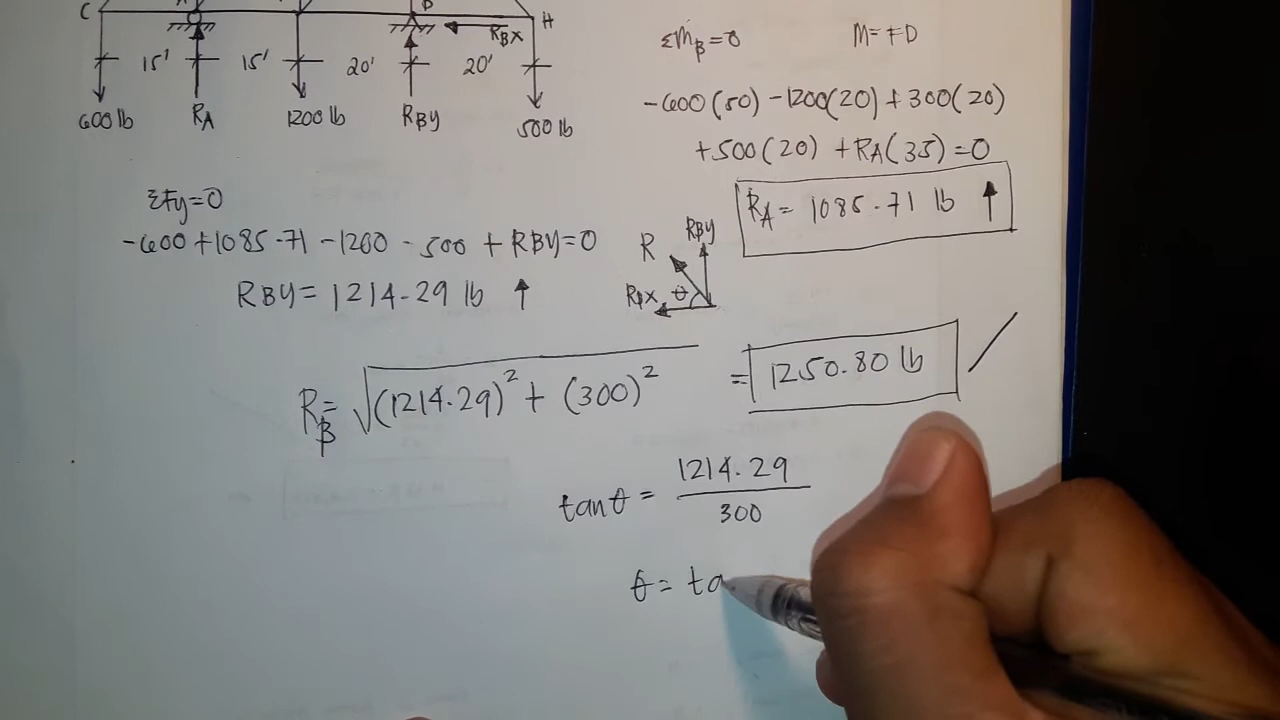 C
B
H
RBX
15'
15'
20'
20'
600 lb
RA
1200 lb
RBY
500 lb
ΣMB=0
M=FD
-600(50) -1200(20) +300(20)
+500(20) +RA(35)=0
RA = 1085.71 lb ↑
ΣFy=0
-600 +1085.71 -1200 -500 + RBY=0
RBY= 1214.29 lb ↑
R
RBY
RBX
θ
RB= √(1214.29)² + (300)² = 1250.80 lb
tanθ = 1214.29 / 300
θ= ta